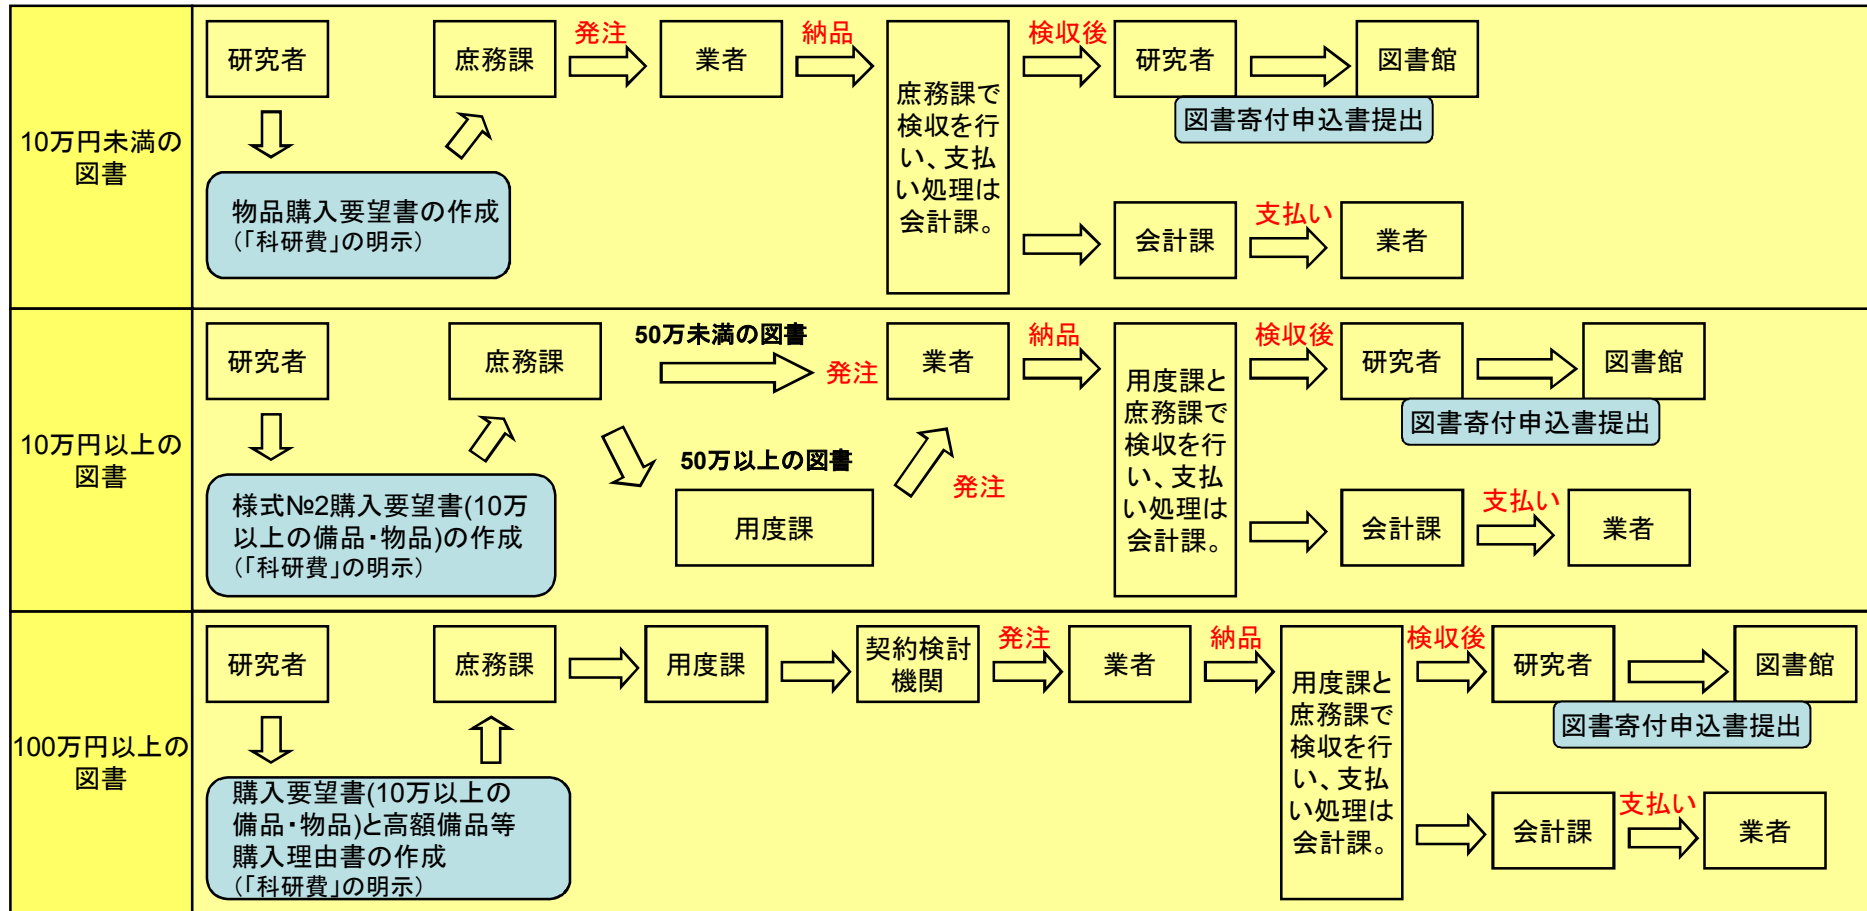 10万円未満の
図書
研究者
庶務課
発注
業者
納品
庶務課で
検収を行
い、支払
い処理は
会計課。
検収後
研究者
図書館
図書寄付申込書提出
物品購入要望書の作成
（「科研費」の明示）
会計課
支払い
業者
10万円以上の
図書
研究者
庶務課
50万未満の図書
発注
業者
納品
用度課と
庶務課で
検収を行
い、支払
い処理は
会計課。
検収後
研究者
図書館
図書寄付申込書提出
50万以上の図書
発注
様式№2購入要望書(10万
以上の備品・物品)の作成
（「科研費」の明示）
用度課
会計課
支払い
業者
100万円以上の
図書
研究者
庶務課
用度課
契約検討
機関
発注
業者
納品
用度課と
庶務課で
検収を行
い、支払
い処理は
会計課。
検収後
研究者
図書館
図書寄付申込書提出
購入要望書(10万以上の
備品・物品)と高額備品等
購入理由書の作成
（「科研費」の明示）
会計課
支払い
業者